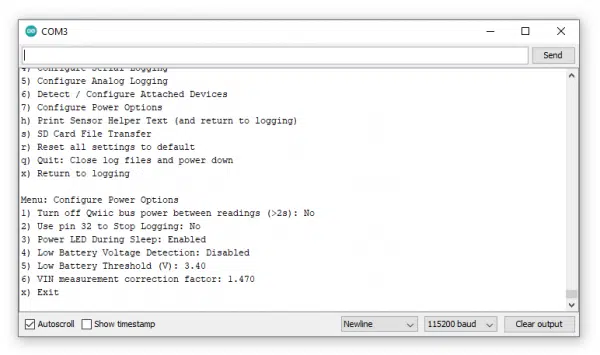 COM3
Send
4) Configure Serial Logging
5) Configure Analog Logging
6) Detect / Configure Attached Devices
7) Configure Power Options
h) Print Sensor Helper Text (and return to logging)
s) SD Card File Transfer
r) Reset all settings to default
q) Quit: Close log files and power down
x) Return to logging
Menu: Configure Power Options
1) Turn off Qwiic bus power between readings (>2s): No
2) Use pin 32 to Stop Logging: No
3) Power LED During Sleep: Enabled
4) Low Battery Voltage Detection: Disabled
5) Low Battery Threshold (V): 3.40
6) VIN measurement correction factor: 1.470
x) Exit
Autoscroll Show timestamp Newline 115200 baud Clear output